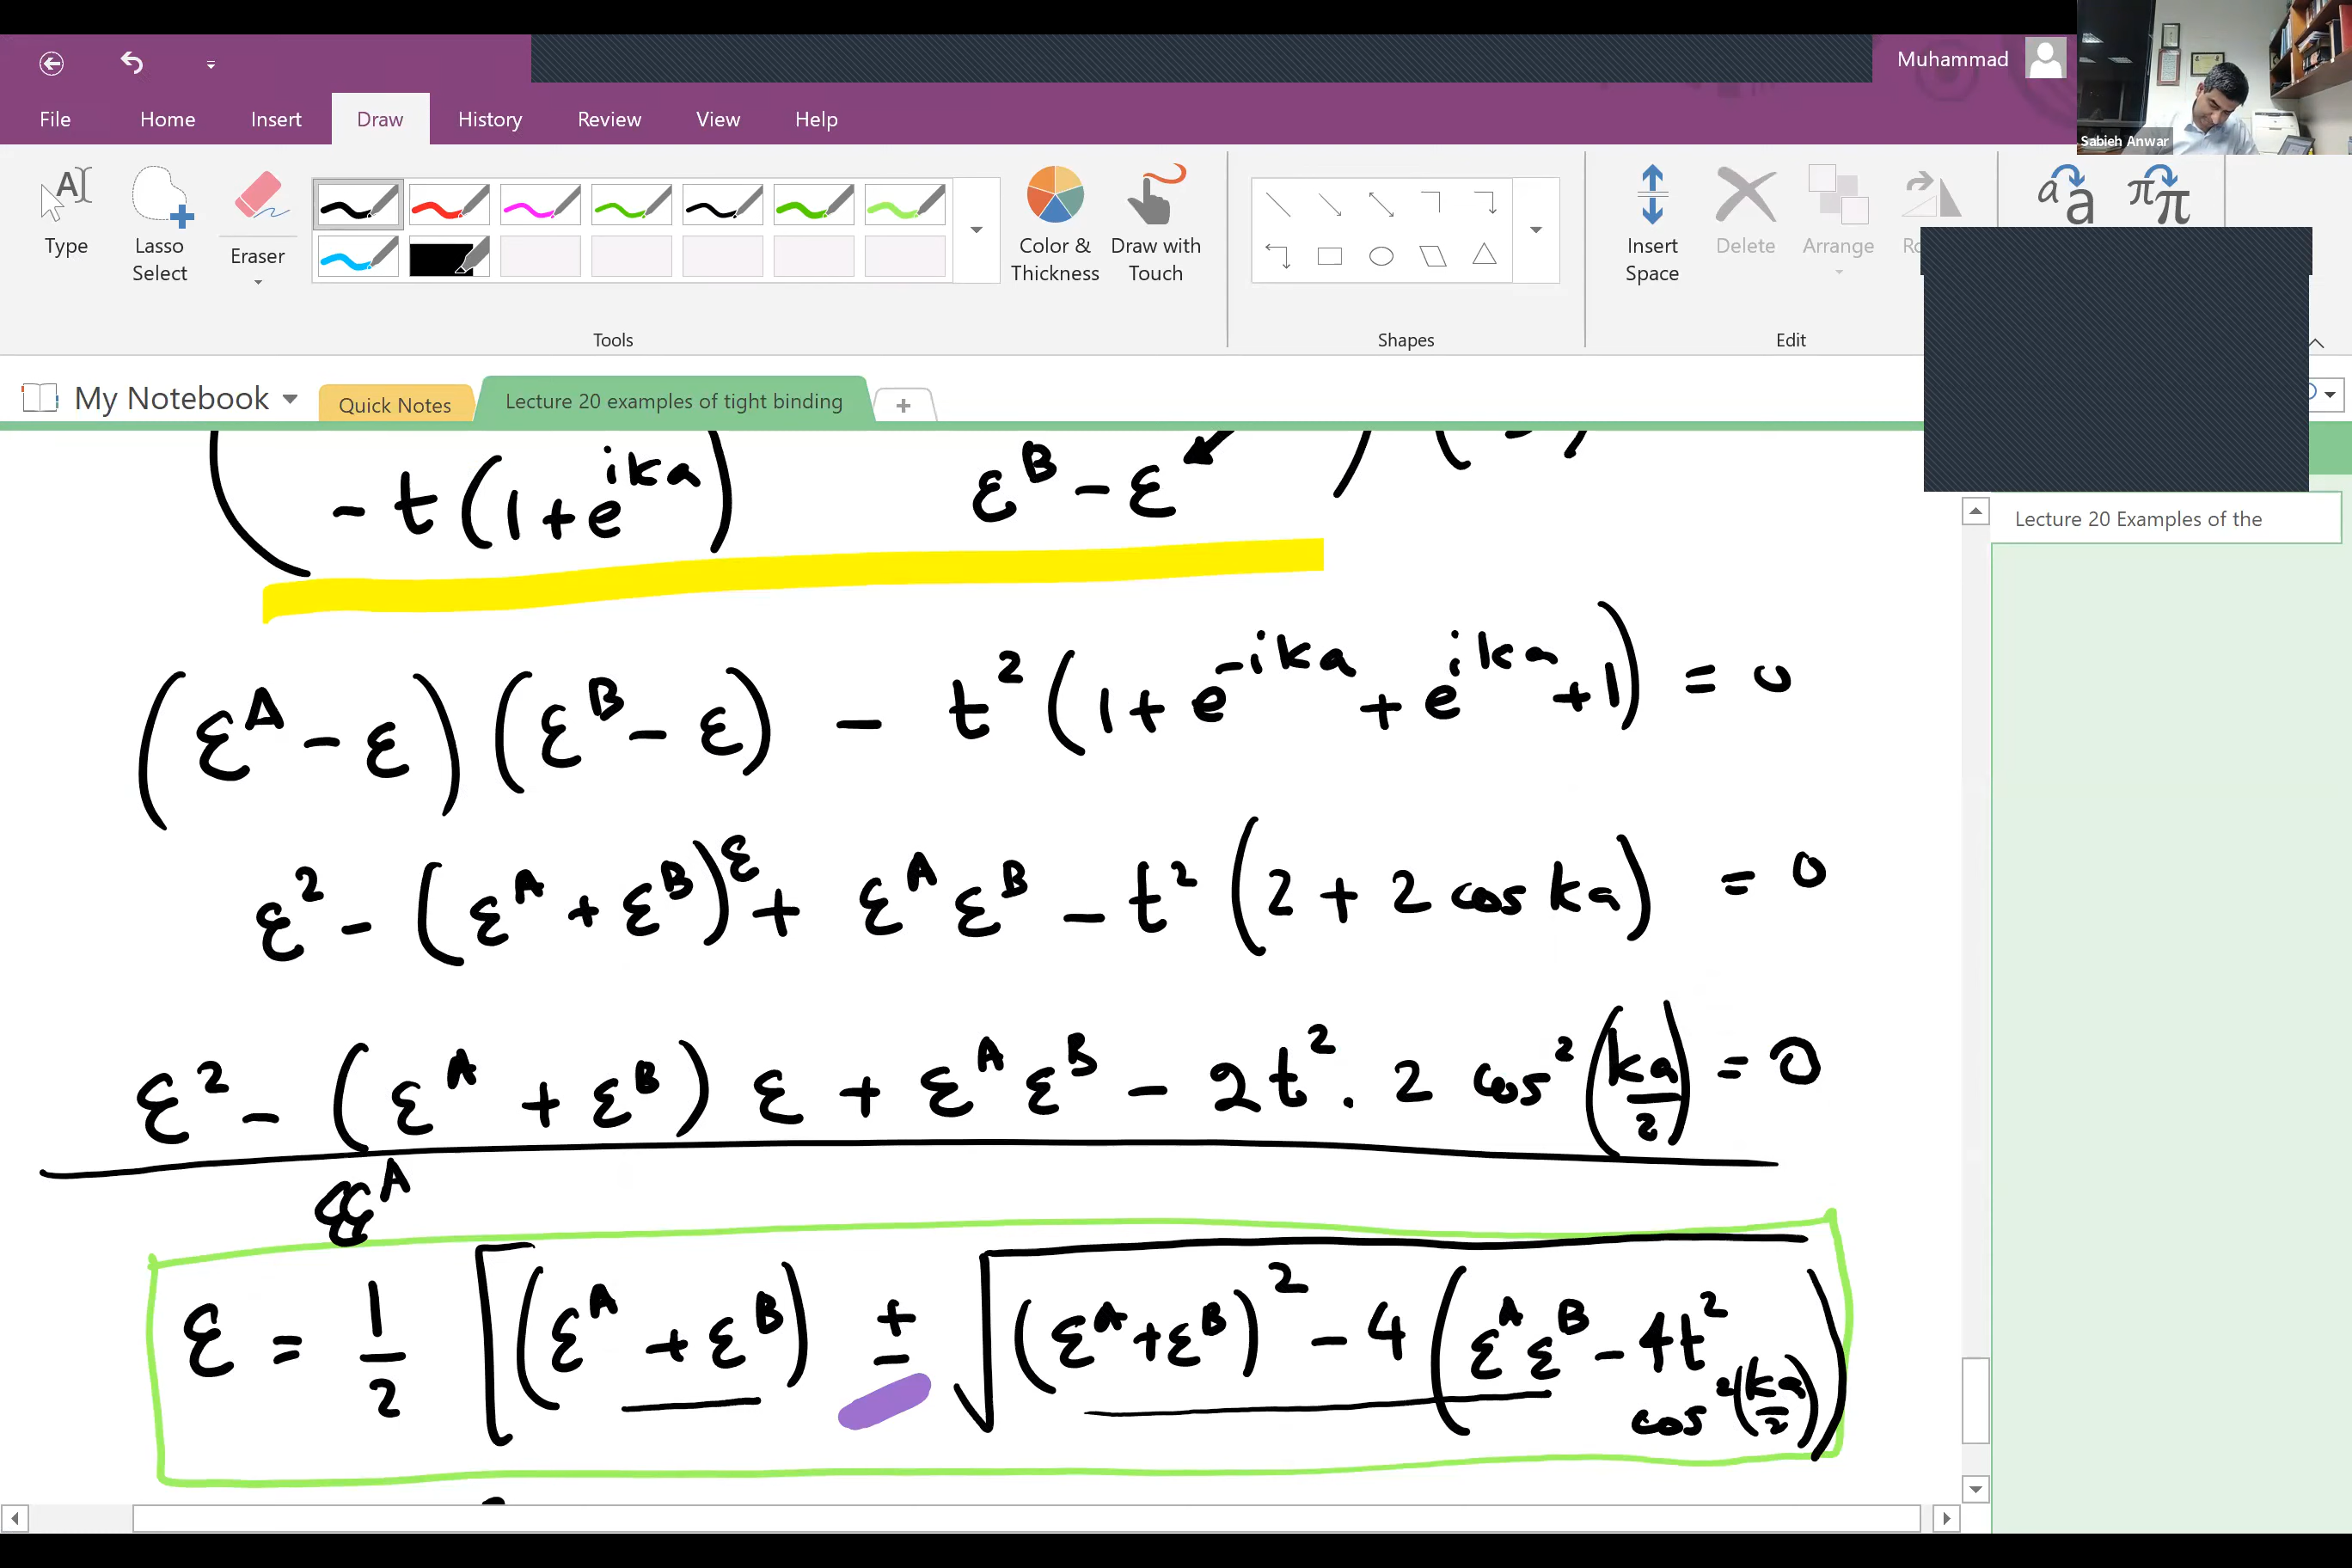 Muhammad
Sabieh Anwar
File Home Insert Draw History Review View Help
Type
Lasso Select
Eraser
Color & Thickness
Draw with Touch
Insert Space
Delete
Arrange
Tools
Shapes
Edit
My Notebook
Quick Notes
Lecture 20 examples of tight binding
Lecture 20 Examples of the
- t(1+e^{ika}) ε^B - ε
(ε^A - ε)(ε^B - ε) - t^2(1 + e^{-ika} + e^{ika} + 1) = 0
ε^2 - (ε^A + ε^B)ε + ε^A ε^B - t^2(2 + 2 cos ka) = 0
ε^2 - (ε^A + ε^B) ε + ε^A ε^B - 2t^2 . 2 cos^2(ka/2) = 0
ε = 1/2 [(ε^A + ε^B) ± √((ε^A + ε^B)^2 - 4(ε^A ε^B - 4t^2 cos^2(ka/2)))